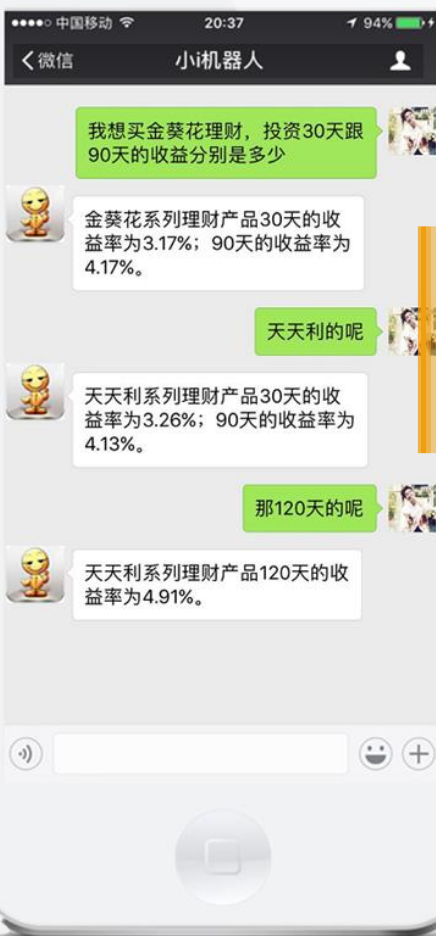 中国移动
20:37
94%
微信
小i机器人
我想买金葵花理财，投资30天跟
90天的收益分别是多少
金葵花系列理财产品30天的收
益率为3.17%；90天的收益率为
4.17%。
天天利的呢
天天利系列理财产品30天的收
益率为3.26%；90天的收益率为
4.13%。
那120天的呢
天天利系列理财产品120天的收
益率为4.91%。